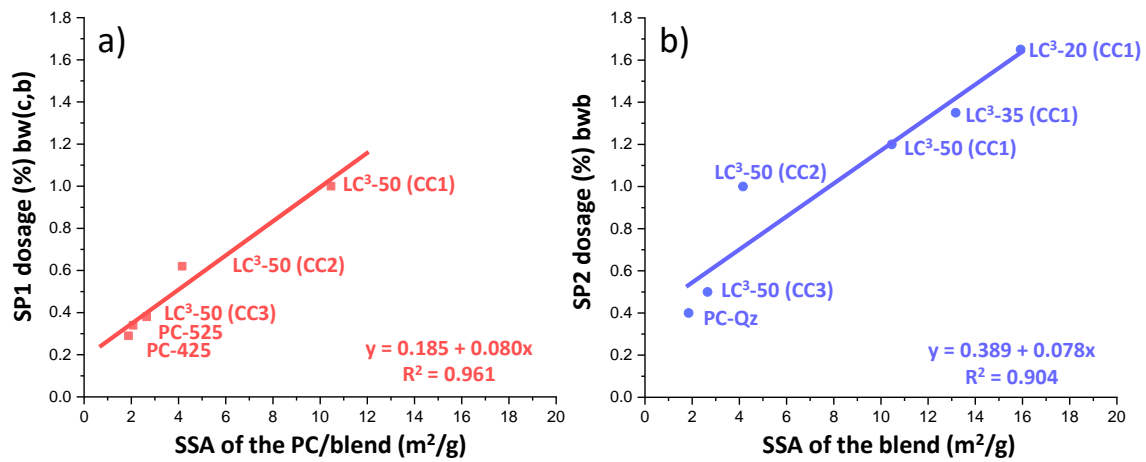 a)
SP1 dosage (%) bw(c,b)
1.8
1.6
1.4
1.2
1.0
0.8
0.6
0.4
0.2
0.0
LC³-50 (CC1)
LC³-50 (CC2)
LC³-50 (CC3)
PC-525
PC-425
y = 0.185 + 0.080x
R² = 0.961
0 2 4 6 8 10 12 14 16 18 20
SSA of the PC/blend (m²/g)
b)
SP2 dosage (%) bwb
1.8
1.6
1.4
1.2
1.0
0.8
0.6
0.4
0.2
0.0
LC³-20 (CC1)
LC³-35 (CC1)
LC³-50 (CC1)
LC³-50 (CC2)
LC³-50 (CC3)
PC-Qz
y = 0.389 + 0.078x
R² = 0.904
0 2 4 6 8 10 12 14 16 18 20
SSA of the blend (m²/g)